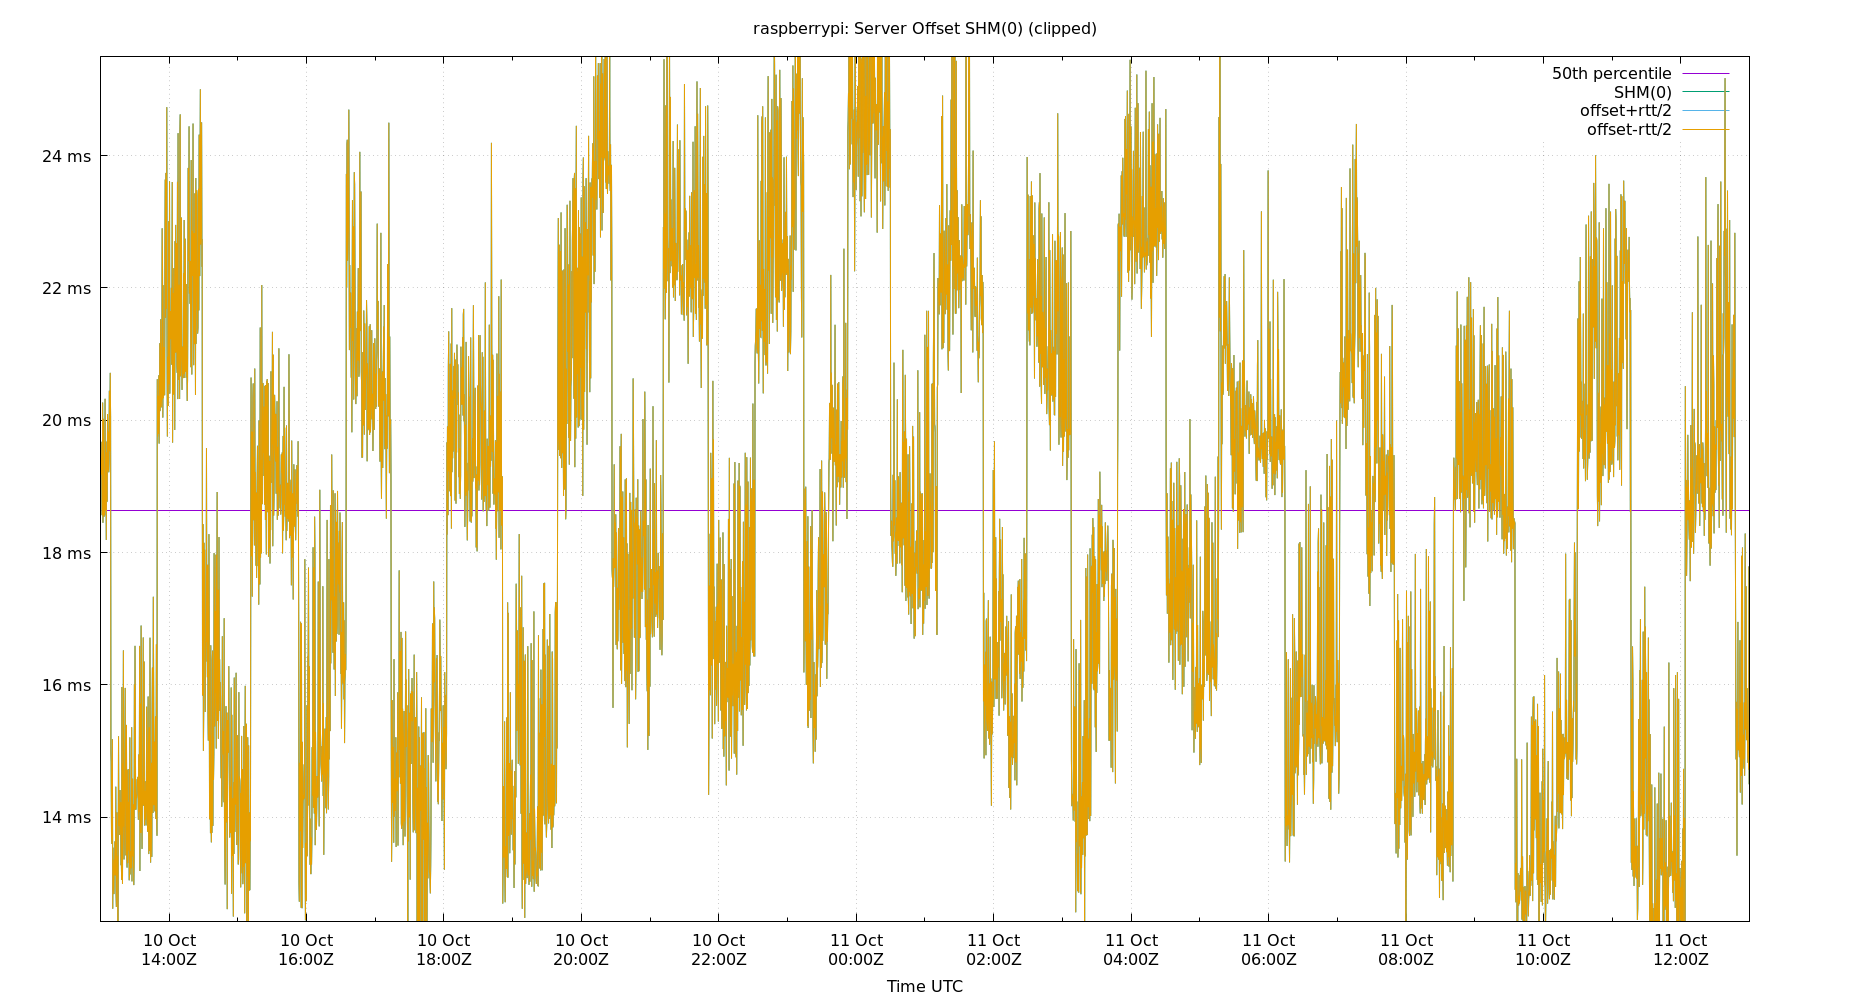 raspberrypi: Server Offset SHM(0) (clipped)
50th percentile
SHM(0)
offset+rtt/2
offset-rtt/2
24 ms
22 ms
20 ms
18 ms
16 ms
14 ms
10 Oct 10 Oct 10 Oct 10 Oct 10 Oct 11 Oct 11 Oct 11 Oct 11 Oct 11 Oct 11 Oct 11 Oct
14:00Z 16:00Z 18:00Z 20:00Z 22:00Z 00:00Z 02:00Z 04:00Z 06:00Z 08:00Z 10:00Z 12:00Z
Time UTC